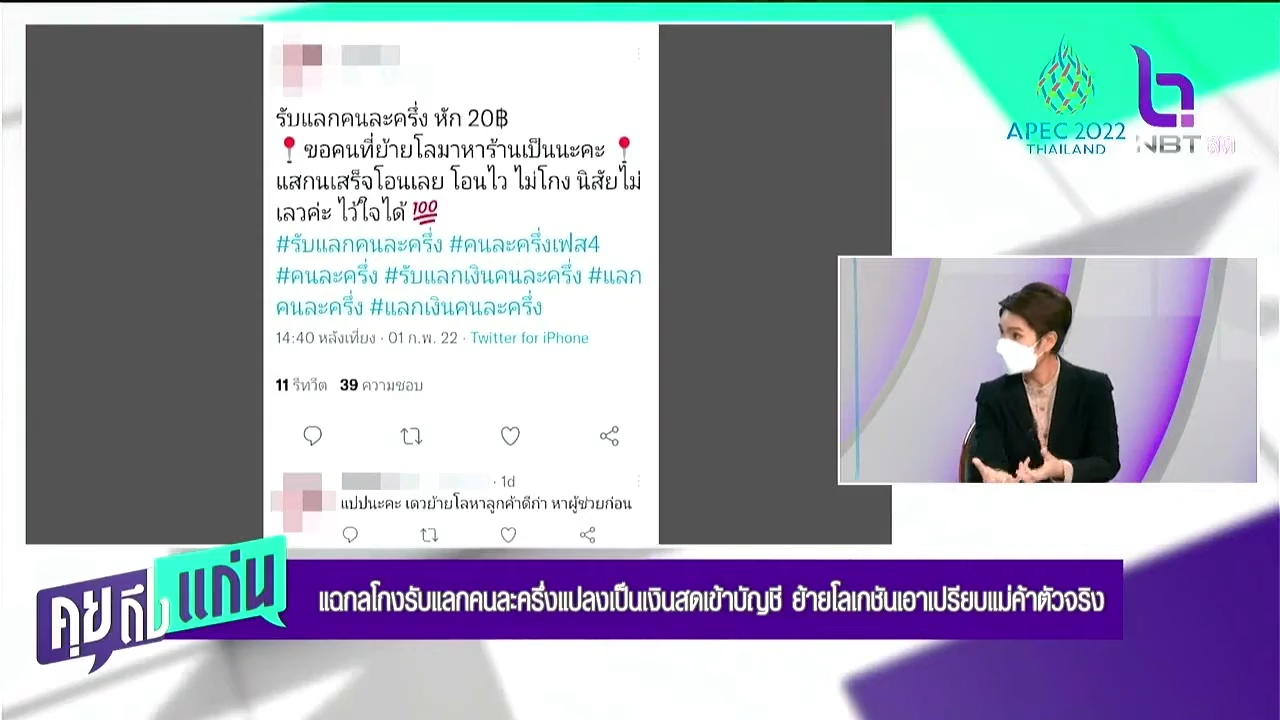 รับแลกคนละครึ่ง หัก 20฿
📍ขอคนที่ย้ายโลมาหาร้านเป็นนะคะ 📍
แสกนเสร็จโอนเลย โอนไว ไม่โกง นิสัยไม่
เลวค่ะ ไว้ใจได้ 💯
#รับแลกคนละครึ่ง #คนละครึ่งเฟส4
#คนละครึ่ง #รับแลกเงินคนละครึ่ง #แลก
คนละครึ่ง #แลกเงินคนละครึ่ง
14:40 หลังเที่ยง · 01 ก.พ. 22 · Twitter for iPhone
11 รีทวีต 39 ความชอบ
· 1d
แปปนะคะ เดวย้ายโลหาลูกค้าดีก่า หาผู้ช่วยก่อน
APEC 2022
THAILAND
NBT สด
คุยถึงแก่น
แฉกลโกงรับแลกคนละครึ่งแปลงเป็นเงินสดเข้าบัญชี ย้ายโลเกชันเอาเปรียบแม่ค้าตัวจริง